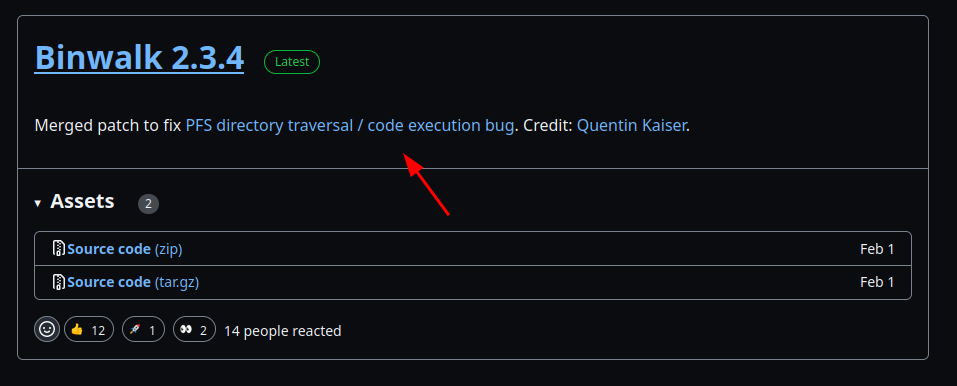 Binwalk 2.3.4 Latest
Merged patch to fix PFS directory traversal / code execution bug. Credit: Quentin Kaiser.
Assets 2
Source code (zip) Feb 1
Source code (tar.gz) Feb 1
12 1 2 14 people reacted